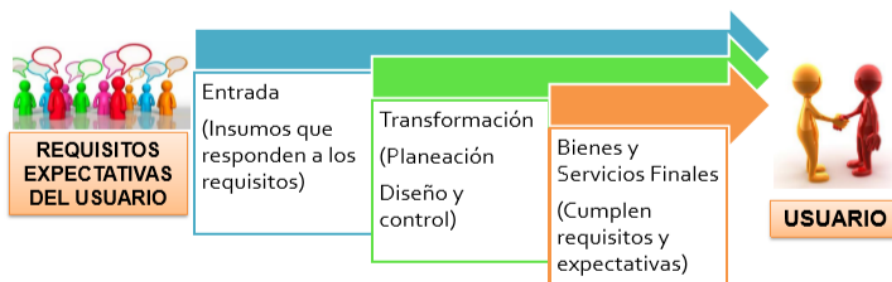 REQUISITOS
EXPECTATIVAS
DEL USUARIO
Entrada
(Insumos que
responden a los
requisitos)
Transformación
(Planeación
Diseño y
control)
Bienes y
Servicios Finales
(Cumplen
requisitos y
expectativas)
USUARIO